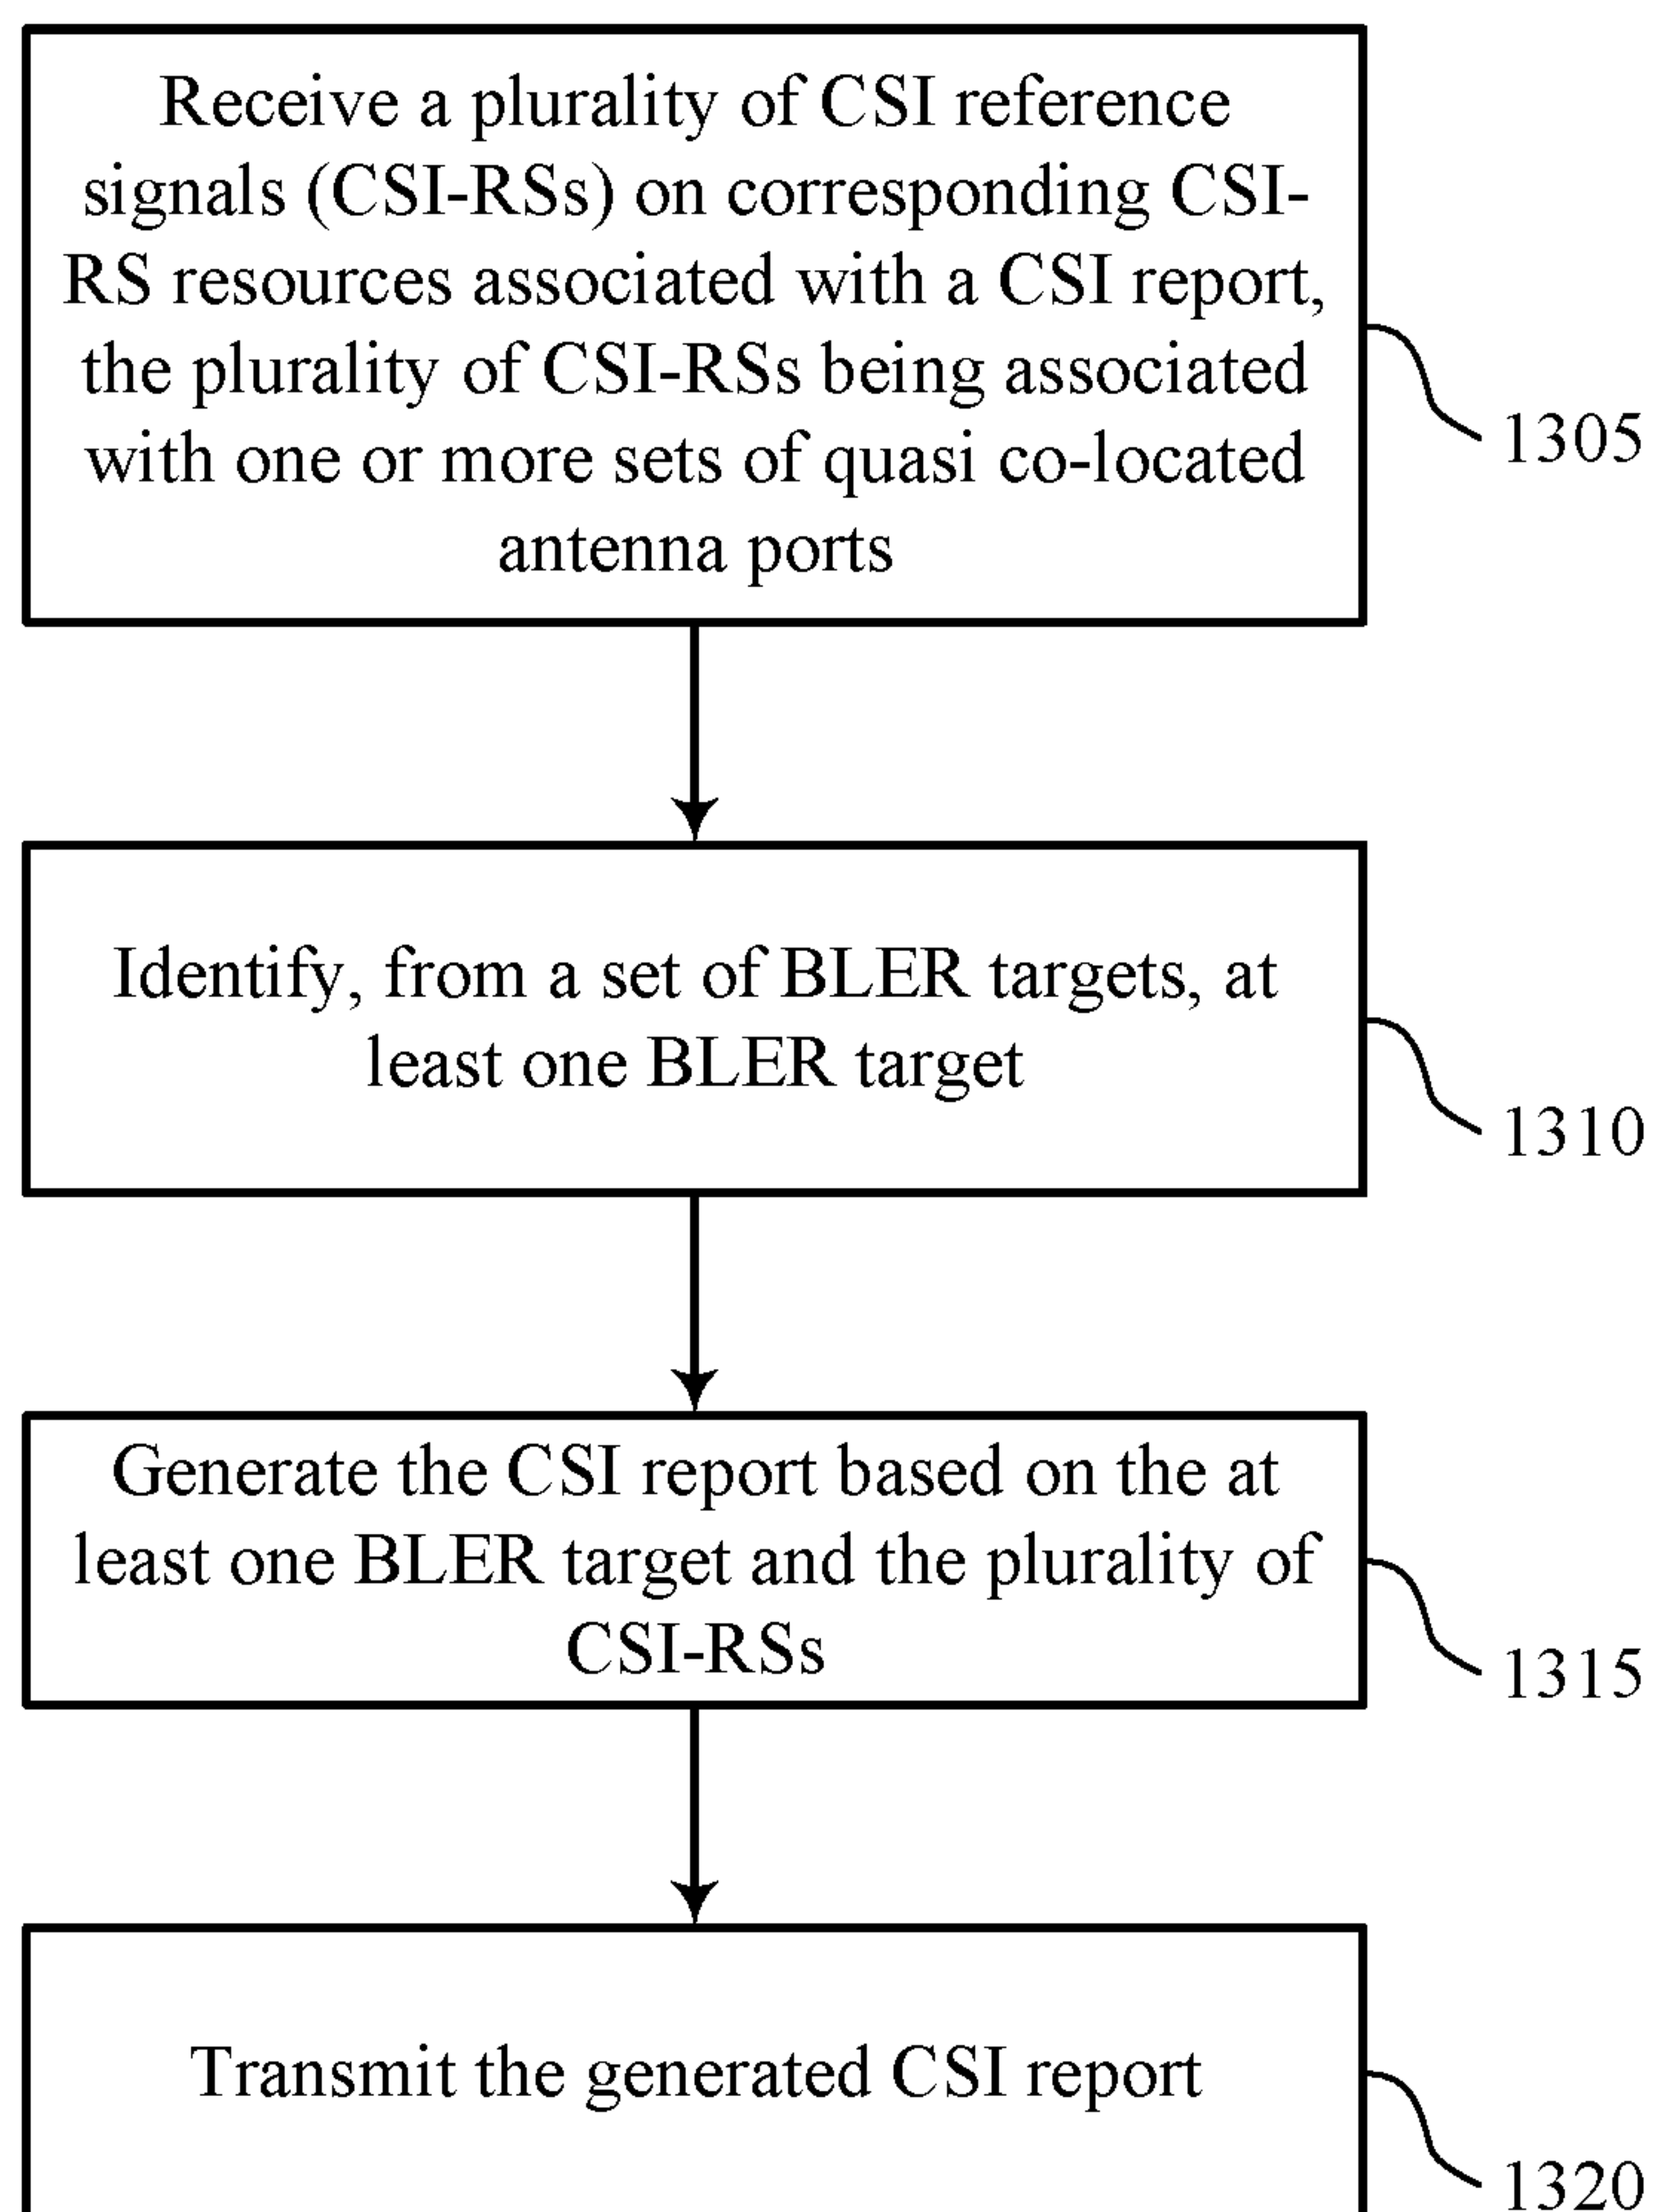 Receive a plurality of CSI reference
signals (CSI-RSs) on corresponding CSI-
RS resources associated with a CSI report,
the plurality of CSI-RSs being associated
with one or more sets of quasi co-located
antenna ports
1305
Identify, from a set of BLER targets, at
least one BLER target
1310
Generate the CSI report based on the at
least one BLER target and the plurality of
CSI-RSs
1315
Transmit the generated CSI report
1320